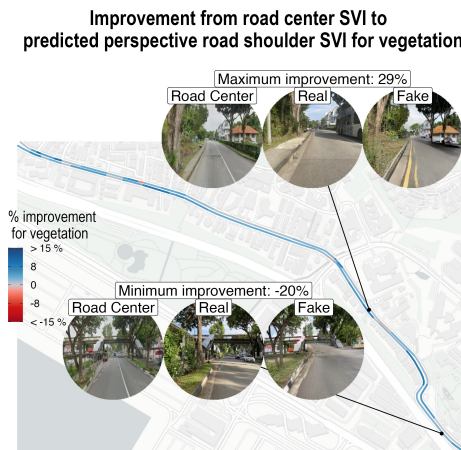 Improvement from road center SVI to
predicted perspective road shoulder SVI for vegetation
Maximum improvement: 29%
Road Center
Real
Fake
% improvement
for vegetation
> 15 %
8
0
-8
< -15 %
Minimum improvement: -20%
Road Center
Real
Fake